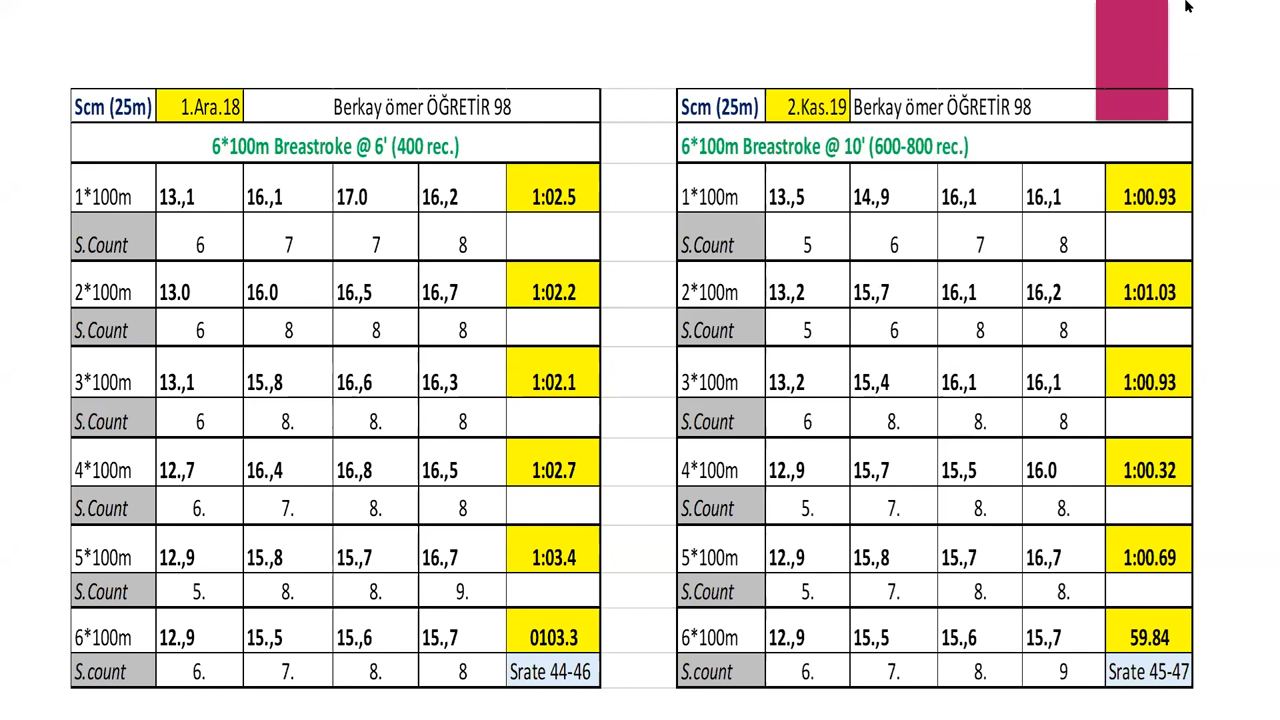 Scm (25m) 1.Ara.18 Berkay ömer ÖĞRETİR 98
6*100m Breastroke @ 6' (400 rec.)
1*100m 13.,1 16.,1 17.0 16.,2 1:02.5
S.Count 6 7 7 8
2*100m 13.0 16.0 16.,5 16.,7 1:02.2
S.Count 6 8 8 8
3*100m 13.,1 15.,8 16.,6 16.,3 1:02.1
S.Count 6 8. 8. 8
4*100m 12.,7 16.,4 16.,8 16.,5 1:02.7
S.Count 6. 7. 8. 8
5*100m 12.,9 15.,8 15.,7 16.,7 1:03.4
S.Count 5. 8. 8. 9.
6*100m 12.,9 15.,5 15.,6 15.,7 0103.3
S.count 6. 7. 8. 8 Srate 44-46
Scm (25m) 2.Kas.19 Berkay ömer ÖĞRETİR 98
6*100m Breastroke @ 10' (600-800 rec.)
1*100m 13.,5 14.,9 16.,1 16.,1 1:00.93
S.Count 5 6 7 8
2*100m 13.,2 15.,7 16.,1 16.,2 1:01.03
S.Count 5 6 8 8
3*100m 13.,2 15.,4 16.,1 16.,1 1:00.93
S.Count 6 8. 8. 8
4*100m 12.,9 15.,7 15.,5 16.0 1:00.32
S.Count 5. 7. 8. 8.
5*100m 12.,9 15.,8 15.,7 16.,7 1:00.69
S.Count 5. 7. 8. 8.
6*100m 12.,9 15.,5 15.,6 15.,7 59.84
S.count 6. 7. 8. 9 Srate 45-47